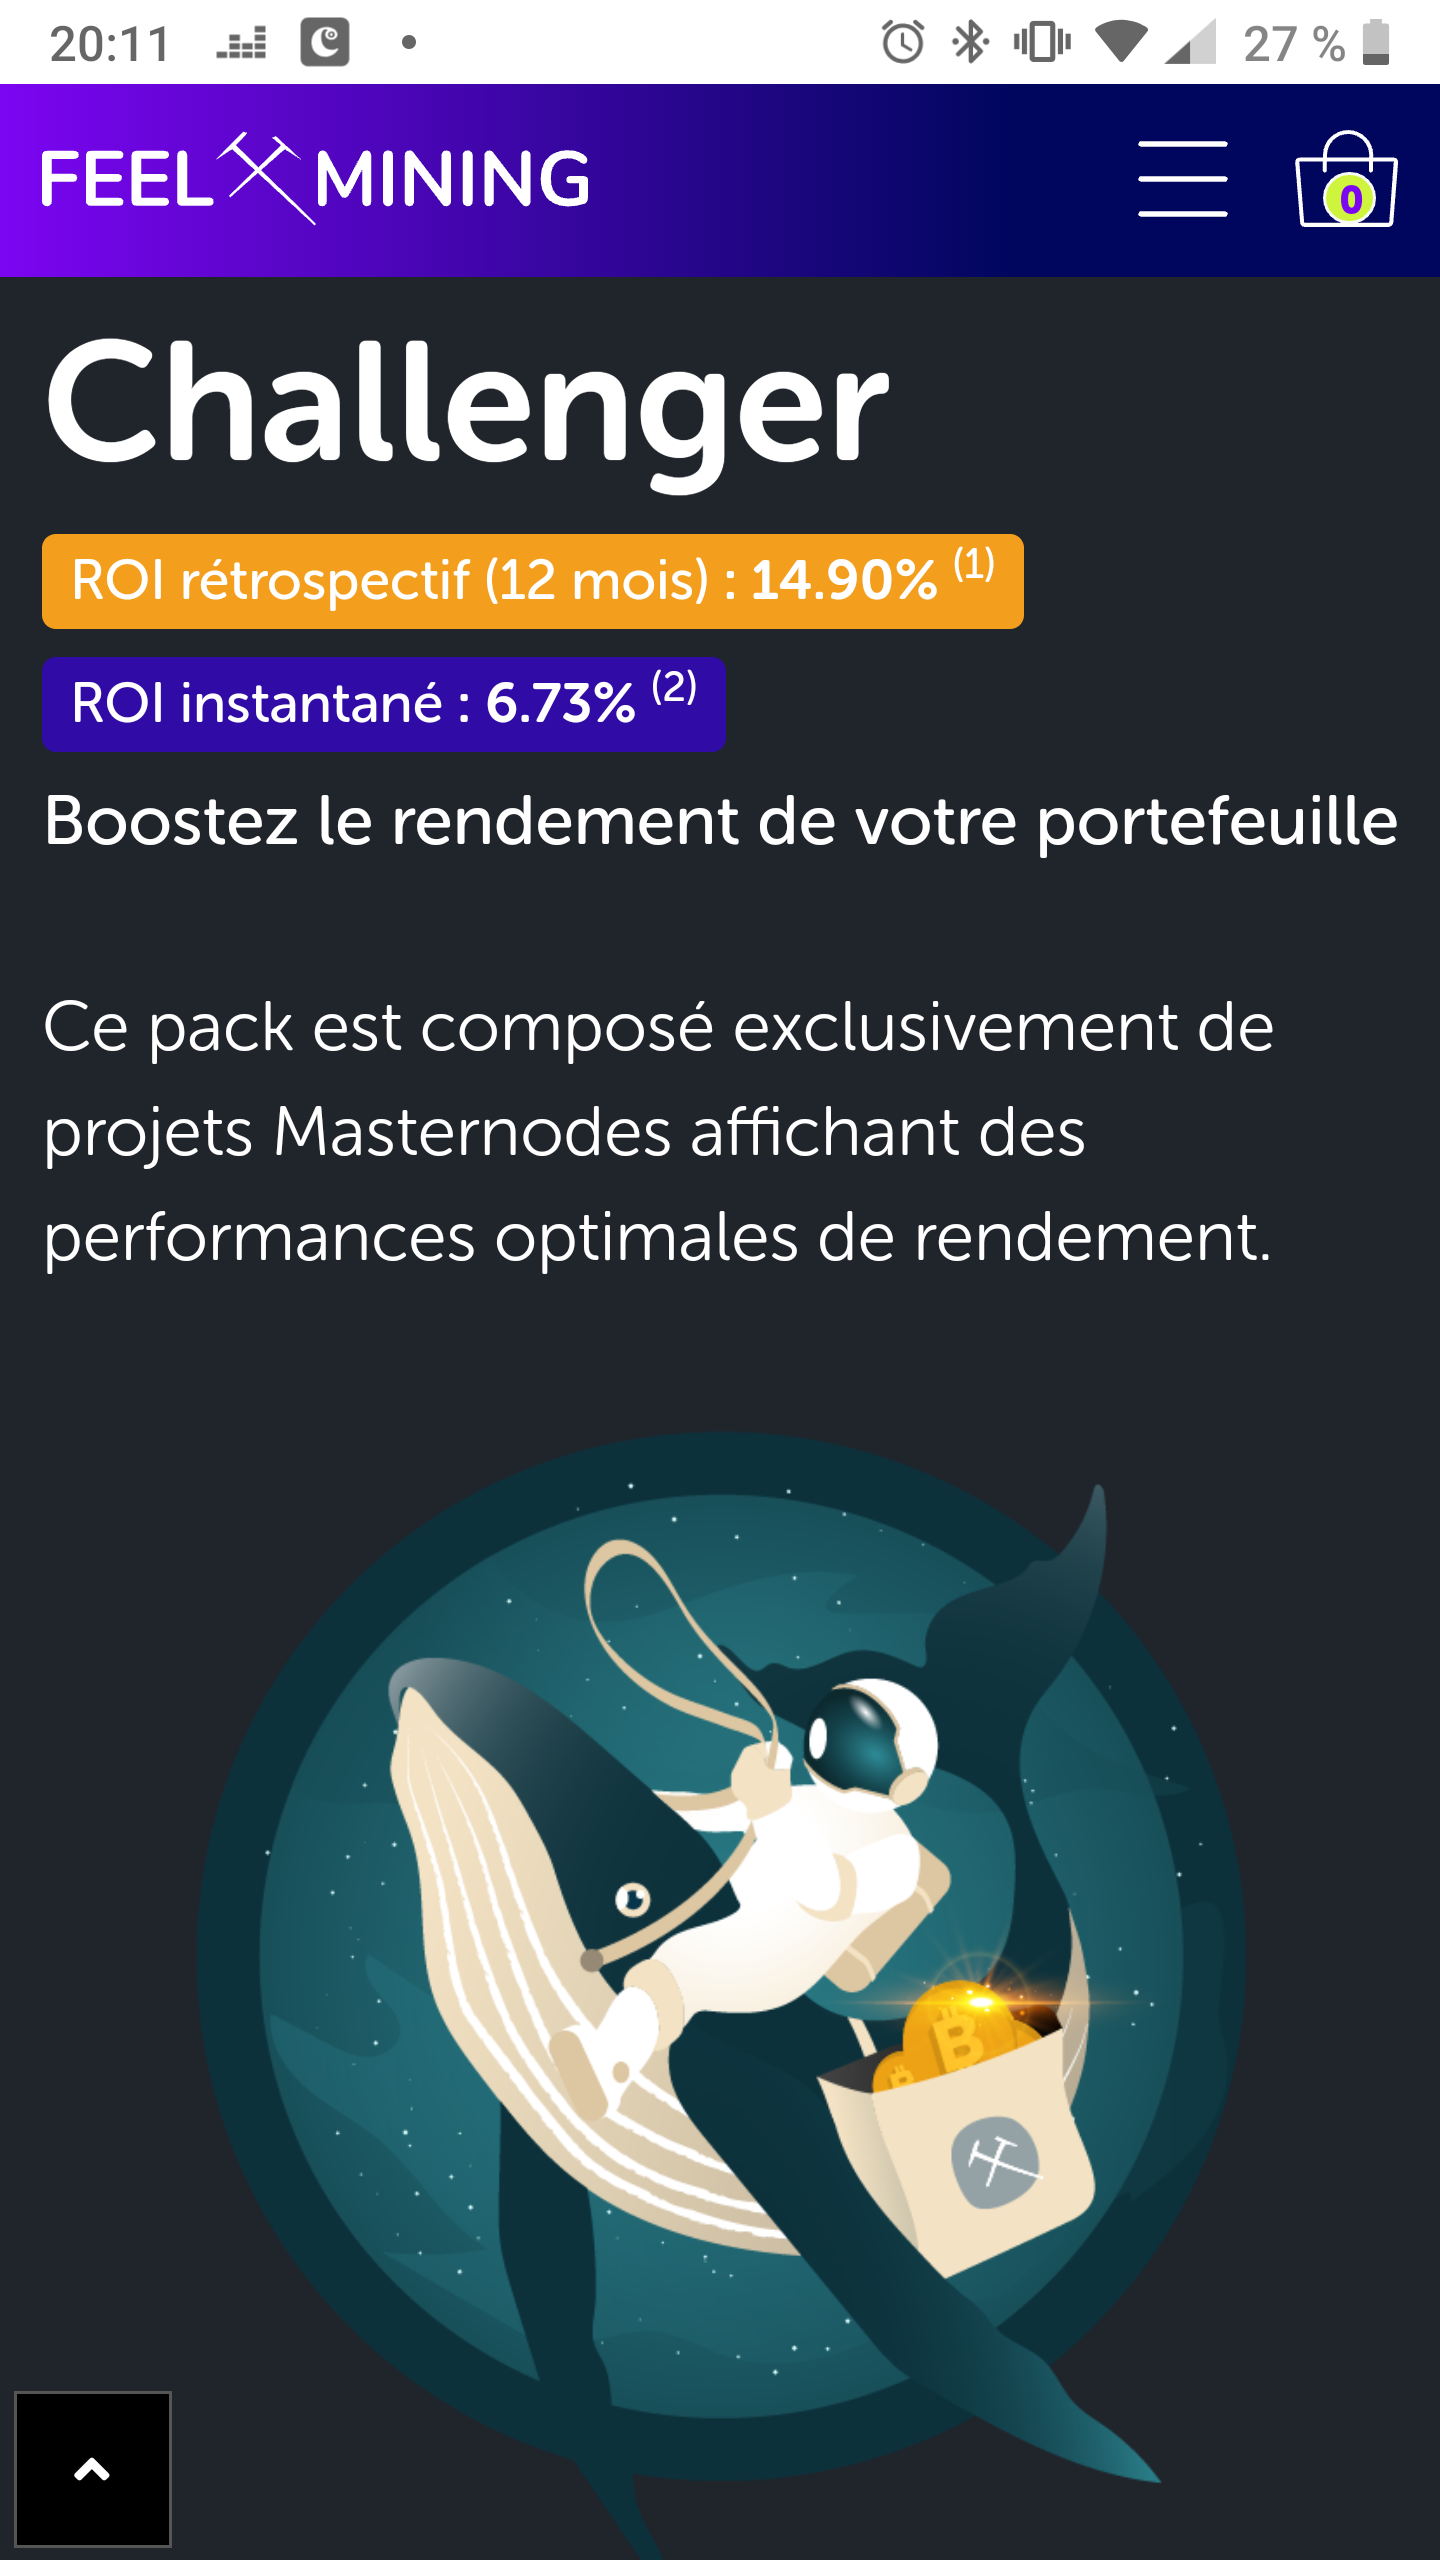 20:11
27 %
FEEL MINING
0
Challenger
ROI rétrospectif (12 mois) : 14.90% (1)
ROI instantané : 6.73% (2)
Boostez le rendement de votre portefeuille
Ce pack est composé exclusivement de
projets Masternodes affichant des
performances optimales de rendement.